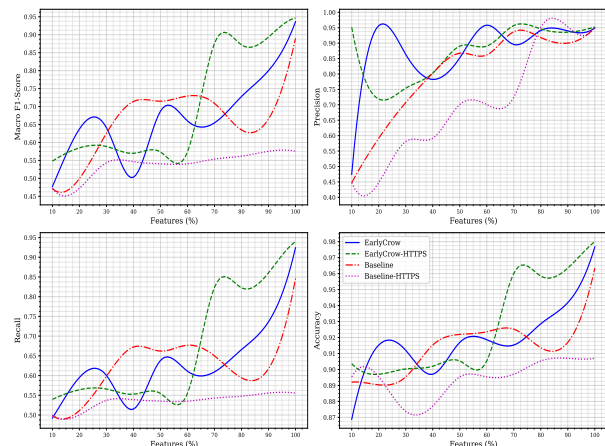 0.95
0.90
0.85
0.80
0.75
0.70
0.65
0.60
0.55
0.50
0.45
Macro F1-Score
10 20 30 40 50 60 70 80 90 100
Features (%)
1.00
0.95
0.90
0.85
0.80
0.75
0.70
0.65
0.60
0.55
0.50
0.45
0.40
Precision
10 20 30 40 50 60 70 80 90 100
Features (%)
0.95
0.90
0.85
0.80
0.75
0.70
0.65
0.60
0.55
0.50
Recall
10 20 30 40 50 60 70 80 90 100
Features (%)
EarlyCrow
EarlyCrow-HTTPS
Baseline
Baseline-HTTPS
0.98
0.97
0.96
0.95
0.94
0.93
0.92
0.91
0.90
0.89
0.88
0.87
Accuracy
10 20 30 40 50 60 70 80 90 100
Features (%)